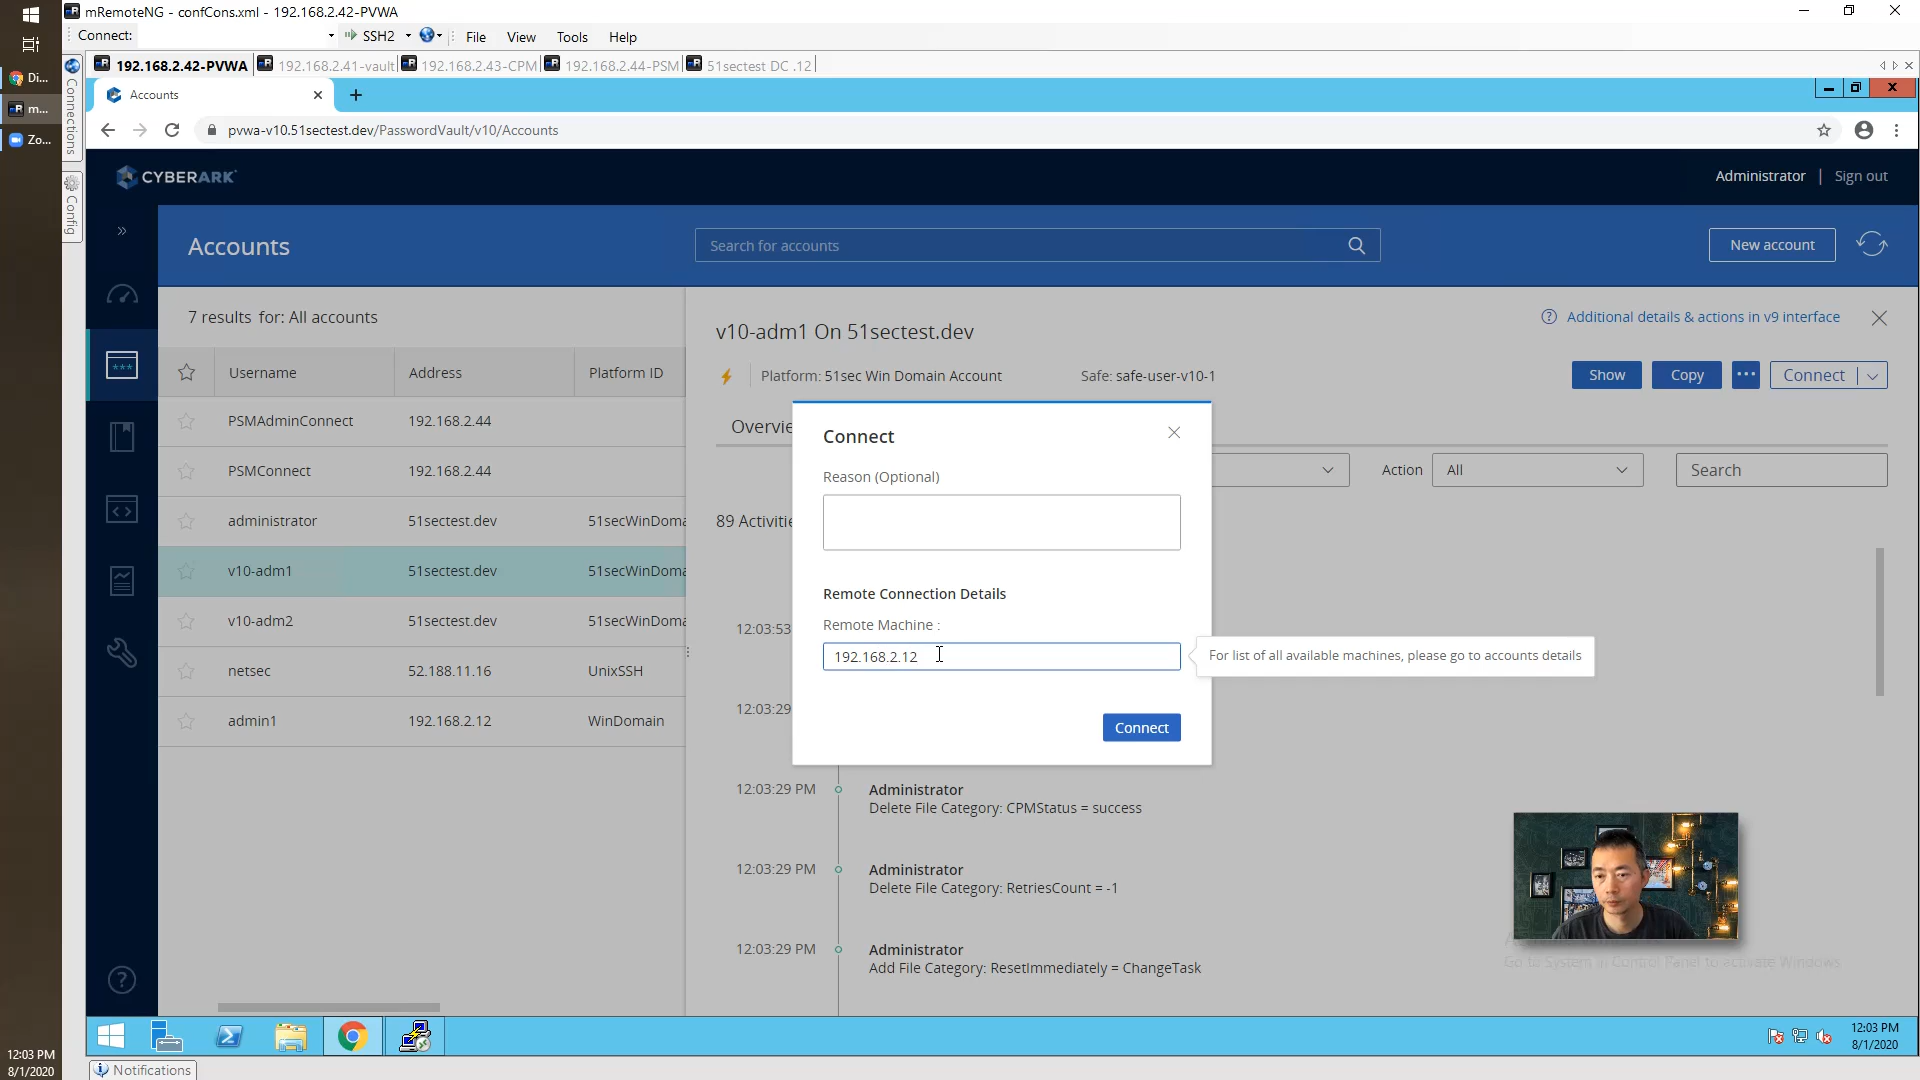 mRemoteNG - confCons.xml - 192.168.2.42-PVWA
Connect:
SSH2
File
View
Tools
Help
Di...
m...
Zo...
Connections
Config
192.168.2.42-PVWA
192.168.2.41-vault
192.168.2.43-CPM
192.168.2.44-PSM
51sectest DC .12
Accounts
pvwa-v10.51sectest.dev/PasswordVault/v10/Accounts
CYBERARK
Administrator
Sign out
Accounts
Search for accounts
New account
7 results for: All accounts
Username
Address
Platform ID
PSMAdminConnect
192.168.2.44
PSMConnect
192.168.2.44
administrator
51sectest.dev
51secWinDoma
v10-adm1
51sectest.dev
51secWinDoma
v10-adm2
51sectest.dev
51secWinDoma
netsec
52.188.11.16
UnixSSH
admin1
192.168.2.12
WinDomain
v10-adm1 On 51sectest.dev
Additional details & actions in v9 interface
Platform: 51sec Win Domain Account
Safe: safe-user-v10-1
Show
Copy
...
Connect
Overvie
Action
All
Search
89 Activitie
12:03:53
12:03:29
12:03:29 PM
Administrator
Delete File Category: CPMStatus = success
12:03:29 PM
Administrator
Delete File Category: RetriesCount = -1
12:03:29 PM
Administrator
Add File Category: ResetImmediately = ChangeTask
Connect
Reason (Optional)
Remote Connection Details
Remote Machine :
192.168.2.12
For list of all available machines, please go to accounts details
Connect
Go to System in Control Panel to activate Windows
12:03 PM
8/1/2020
Notifications
12:03 PM
8/1/2020